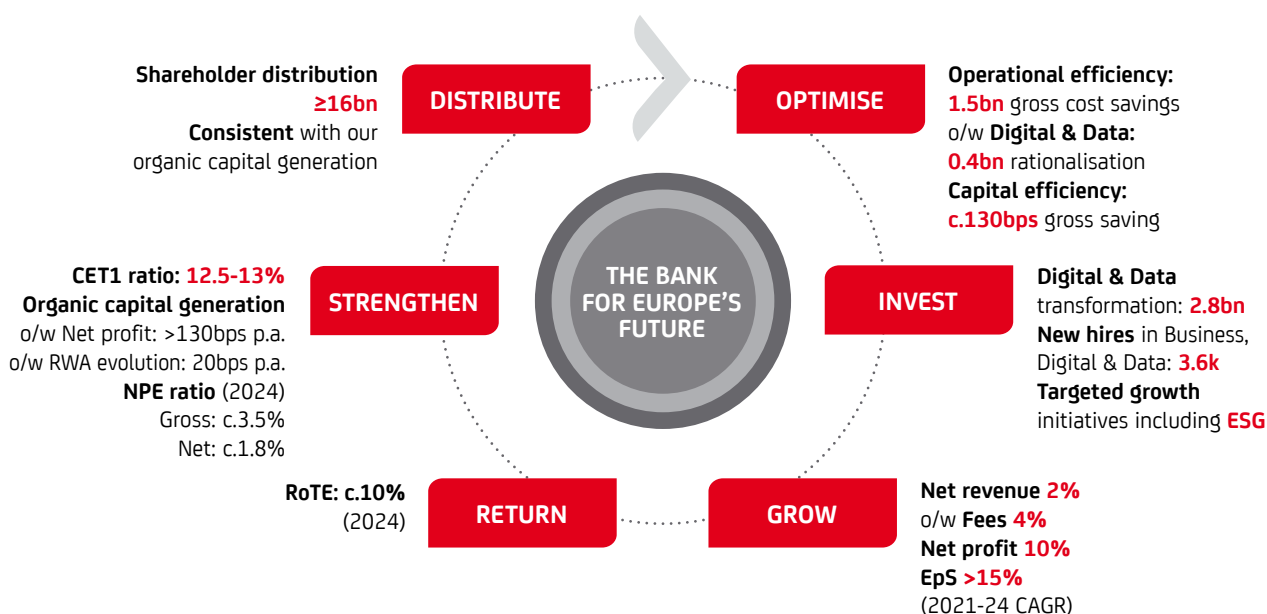 Shareholder distribution
≥16bn
Consistent with our
organic capital generation
DISTRIBUTE
OPTIMISE
Operational efficiency:
1.5bn gross cost savings
o/w Digital & Data:
0.4bn rationalisation
Capital efficiency:
c.130bps gross saving
CET1 ratio: 12.5-13%
Organic capital generation
o/w Net profit: >130bps p.a.
o/w RWA evolution: 20bps p.a.
NPE ratio (2024)
Gross: c.3.5%
Net: c.1.8%
STRENGTHEN
THE BANK
FOR EUROPE'S
FUTURE
INVEST
Digital & Data
transformation: 2.8bn
New hires in Business,
Digital & Data: 3.6k
Targeted growth
initiatives including ESG
RoTE: c.10%
(2024)
RETURN
GROW
Net revenue 2%
o/w Fees 4%
Net profit 10%
EpS >15%
(2021-24 CAGR)